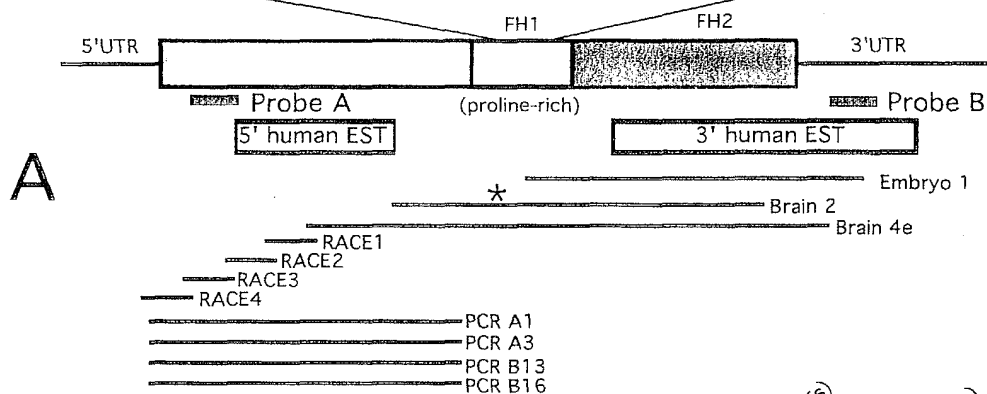 FH1
FH2
5'UTR
3'UTR
Probe A
(proline-rich)
Probe B
5' human EST
3' human EST
A
Embryo 1
*
Brain 2
Brain 4e
RACE1
RACE2
RACE3
RACE4
PCR A1
PCR A3
PCR B13
PCR B16